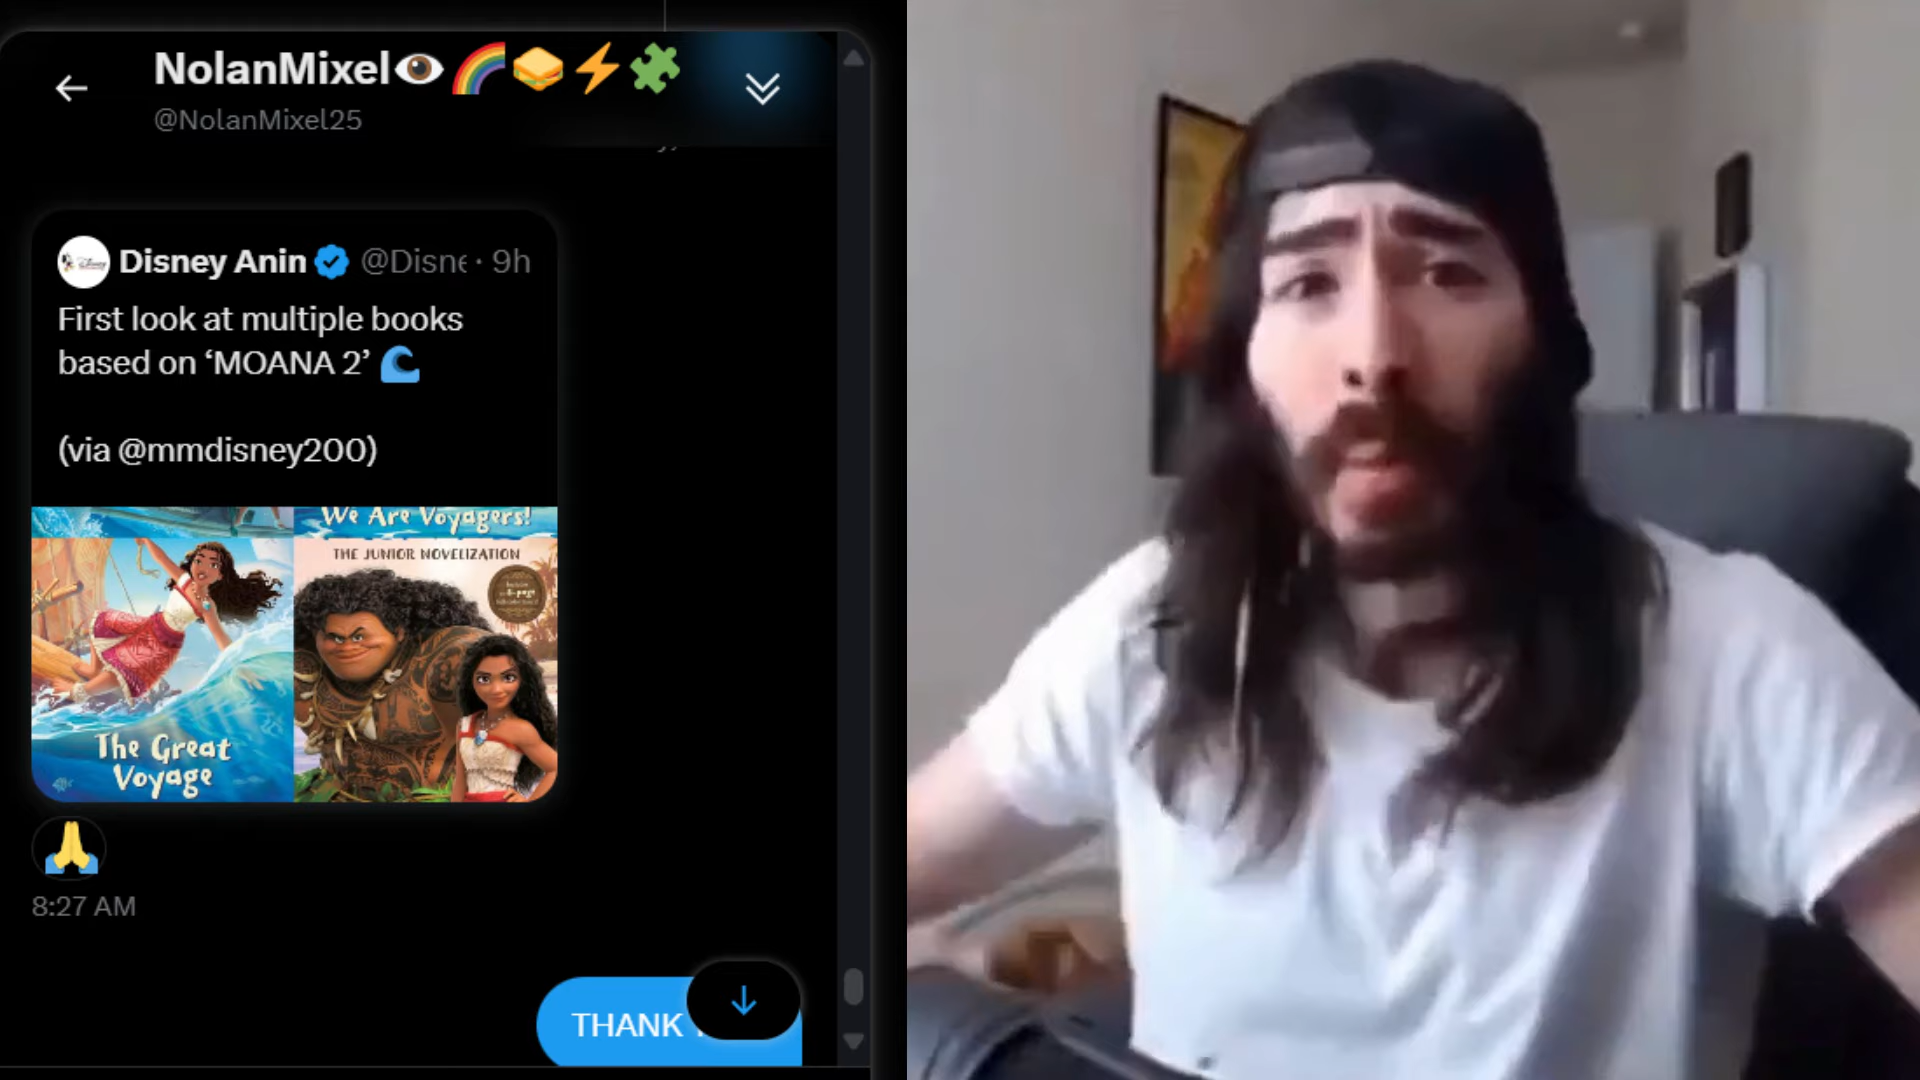 NolanMixel👁️🌈🥪⚡🧩
@NolanMixel25
Disney Anin @Disne · 9h
First look at multiple books
based on ‘MOANA 2’ 🌊
(via @mmdisney200)
We Are Voyagers!
THE JUNIOR NOVELIZATION
The Great
Voyage
🙏
8:27 AM
THANK